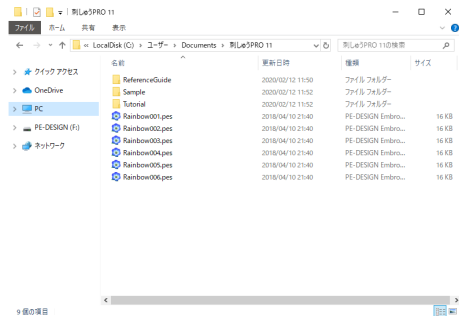 刺しゅうPRO 11
ファイル ホーム 共有 表示
« LocalDisk (C:) › ユーザー › Documents › 刺しゅうPRO 11 刺しゅうPRO 11の検索
名前 更新日時 種類 サイズ
クイック アクセス
OneDrive
PC
PE-DESIGN (F:)
ネットワーク
ReferenceGuide 2020/02/12 11:50 ファイル フォルダー
Sample 2020/02/12 11:52 ファイル フォルダー
Tutorial 2020/02/12 11:52 ファイル フォルダー
Rainbow001.pes 2018/04/10 21:40 PE-DESIGN Embro... 16 KB
Rainbow002.pes 2018/04/10 21:40 PE-DESIGN Embro... 16 KB
Rainbow003.pes 2018/04/10 21:40 PE-DESIGN Embro... 16 KB
Rainbow004.pes 2018/04/10 21:40 PE-DESIGN Embro... 16 KB
Rainbow005.pes 2018/04/10 21:40 PE-DESIGN Embro... 16 KB
Rainbow006.pes 2018/04/10 21:40 PE-DESIGN Embro... 16 KB
9 個の項目